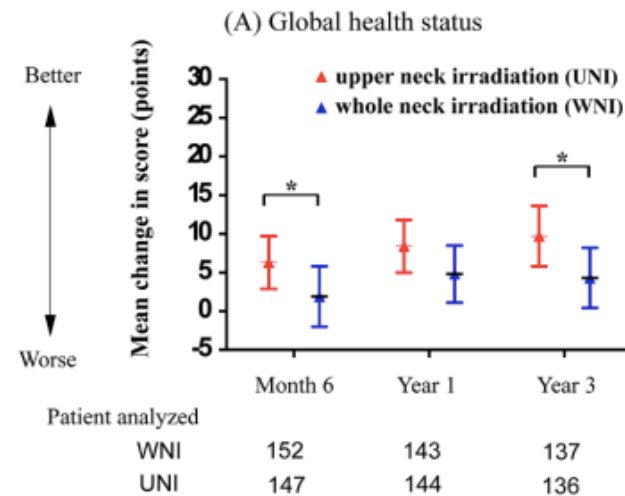 (A) Global health status
Better
Worse
Mean change in score (points)
30
25
20
15
10
5
0
-5
upper neck irradiation (UNI)
whole neck irradiation (WNI)
* *
Month 6 Year 1 Year 3
Patient analyzed
WNI 152 143 137
UNI 147 144 136